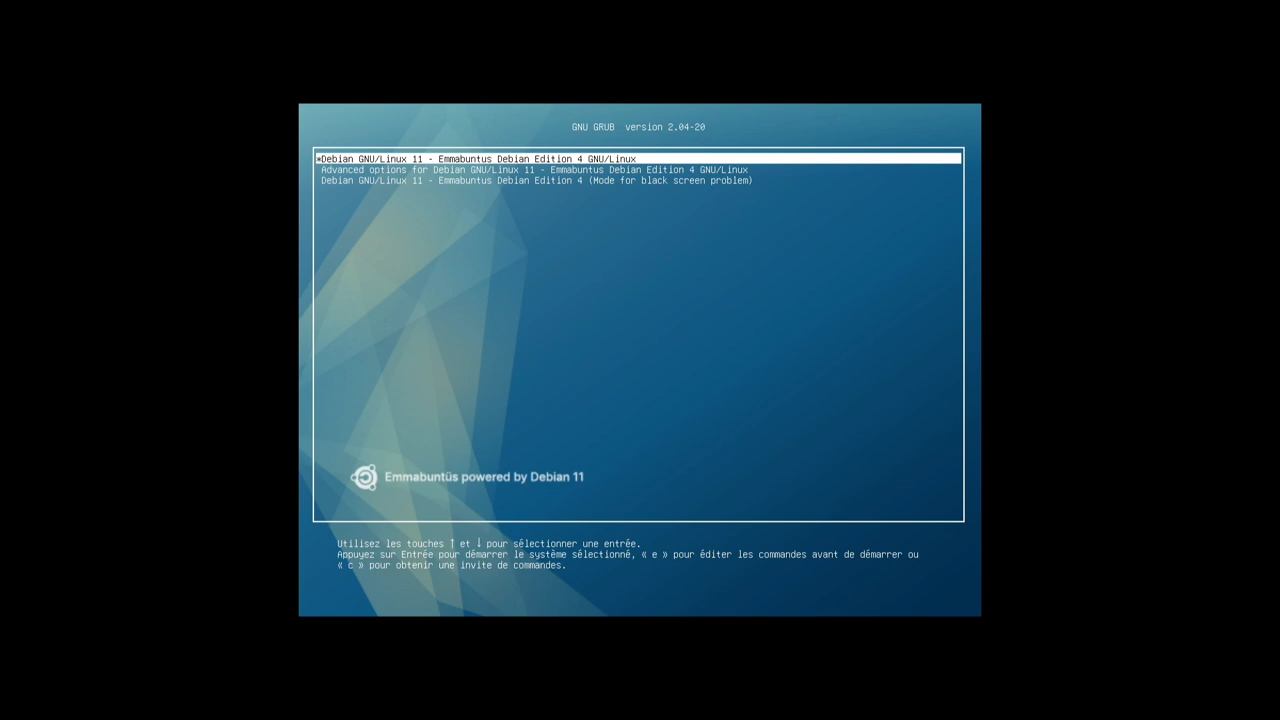 GNU GRUB  version 2.04-20
*Debian GNU/Linux 11 - Emmabuntus Debian Edition 4 GNU/Linux
Advanced options for Debian GNU/Linux 11 - Emmabuntus Debian Edition 4 GNU/Linux
Debian GNU/Linux 11 - Emmabuntus Debian Edition 4 (Mode for black screen problem)
Emmabuntüs powered by Debian 11
Utilisez les touches ↑ et ↓ pour sélectionner une entrée.
Appuyez sur Entrée pour démarrer le système sélectionné, « e » pour éditer les commandes avant de démarrer ou
« c » pour obtenir une invite de commandes.